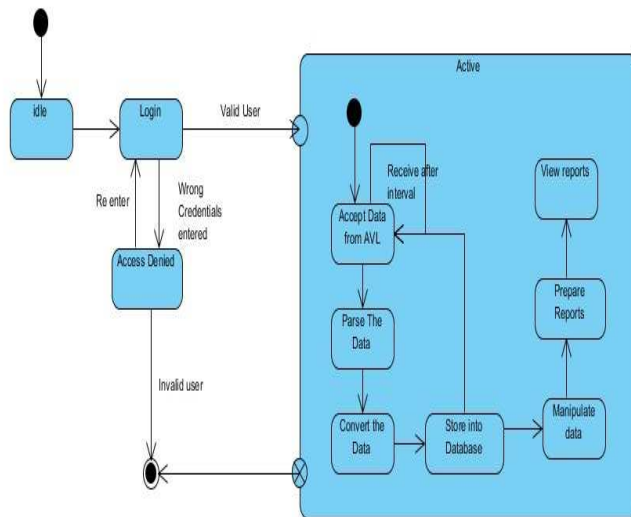 Active
idle
Login
Valid User
Re enter
Wrong
Credentials
entered
Access Denied
Invalid user
Receive after
interval
Accept Data
from AVL
Parse The
Data
Convert the
Data
Store into
Database
Manipulate
data
Prepare
Reports
View reports